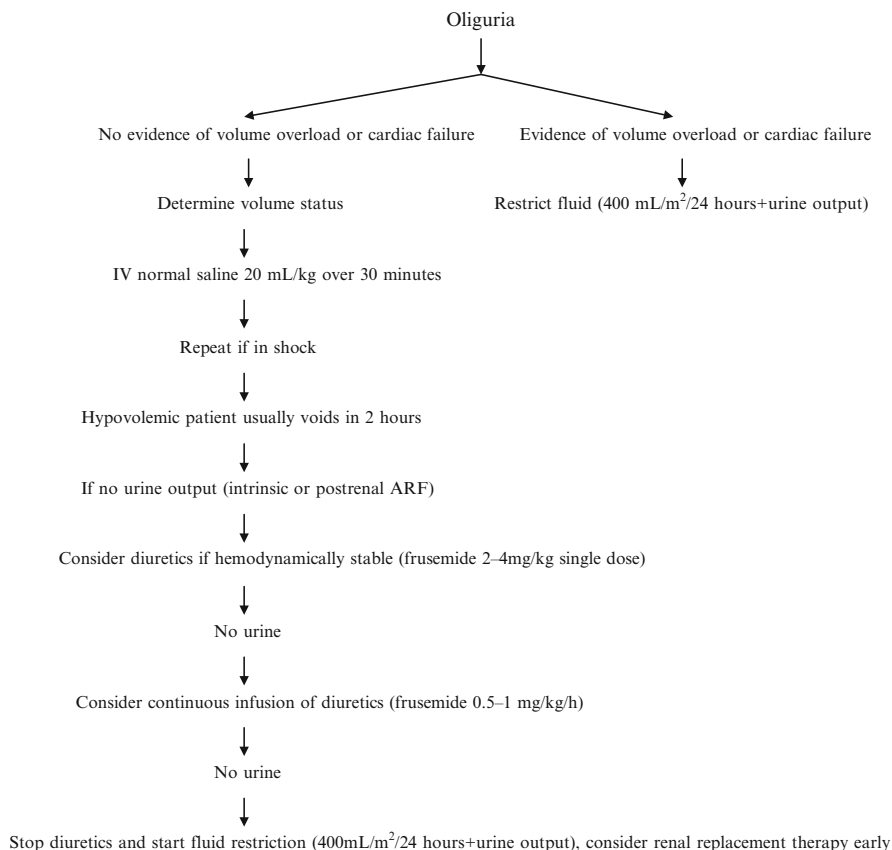 Oliguria
No evidence of volume overload or cardiac failure
Evidence of volume overload or cardiac failure
Determine volume status
Restrict fluid (400 mL/m²/24 hours+urine output)
IV normal saline 20 mL/kg over 30 minutes
Repeat if in shock
Hypovolemic patient usually voids in 2 hours
If no urine output (intrinsic or postrenal ARF)
Consider diuretics if hemodynamically stable (frusemide 2–4mg/kg single dose)
No urine
Consider continuous infusion of diuretics (frusemide 0.5–1 mg/kg/h)
No urine
Stop diuretics and start fluid restriction (400mL/m²/24 hours+urine output), consider renal replacement therapy early